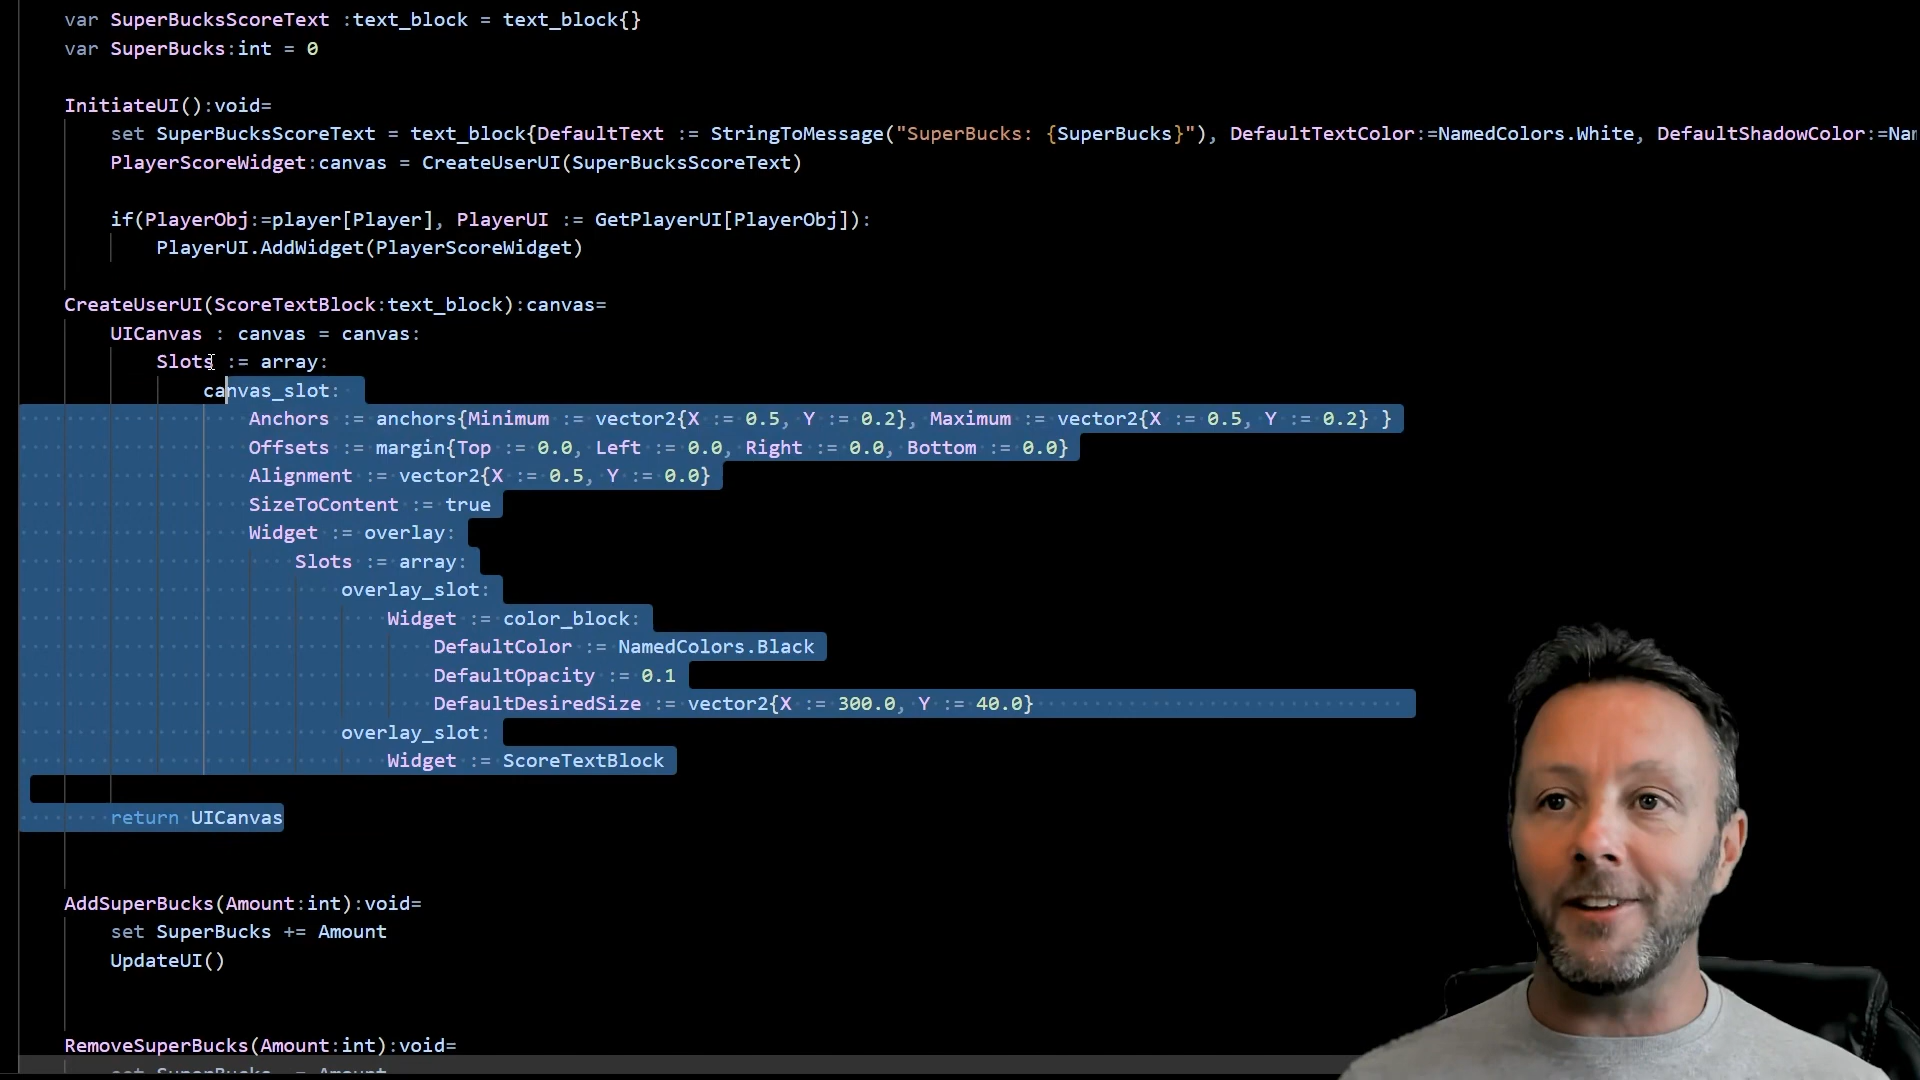 var SuperBucksScoreText :text_block = text_block{}
var SuperBucks:int = 0
InitiateUI():void=
set SuperBucksScoreText = text_block{DefaultText := StringToMessage("SuperBucks: {SuperBucks}"), DefaultTextColor:=NamedColors.White, DefaultShadowColor:=Nam
PlayerScoreWidget:canvas = CreateUserUI(SuperBucksScoreText)
if(PlayerObj:=player[Player], PlayerUI := GetPlayerUI[PlayerObj]):
PlayerUI.AddWidget(PlayerScoreWidget)
CreateUserUI(ScoreTextBlock:text_block):canvas=
UICanvas : canvas = canvas:
Slots := array:
canvas_slot:
Anchors := anchors{Minimum := vector2{X := 0.5, Y := 0.2}, Maximum := vector2{X := 0.5, Y := 0.2} }
Offsets := margin{Top := 0.0, Left := 0.0, Right := 0.0, Bottom := 0.0}
Alignment := vector2{X := 0.5, Y := 0.0}
SizeToContent := true
Widget := overlay:
Slots := array:
overlay_slot:
Widget := color_block:
DefaultColor := NamedColors.Black
DefaultOpacity := 0.1
DefaultDesiredSize := vector2{X := 300.0, Y := 40.0}
overlay_slot:
Widget := ScoreTextBlock
return UICanvas
AddSuperBucks(Amount:int):void=
set SuperBucks += Amount
UpdateUI()
RemoveSuperBucks(Amount:int):void=